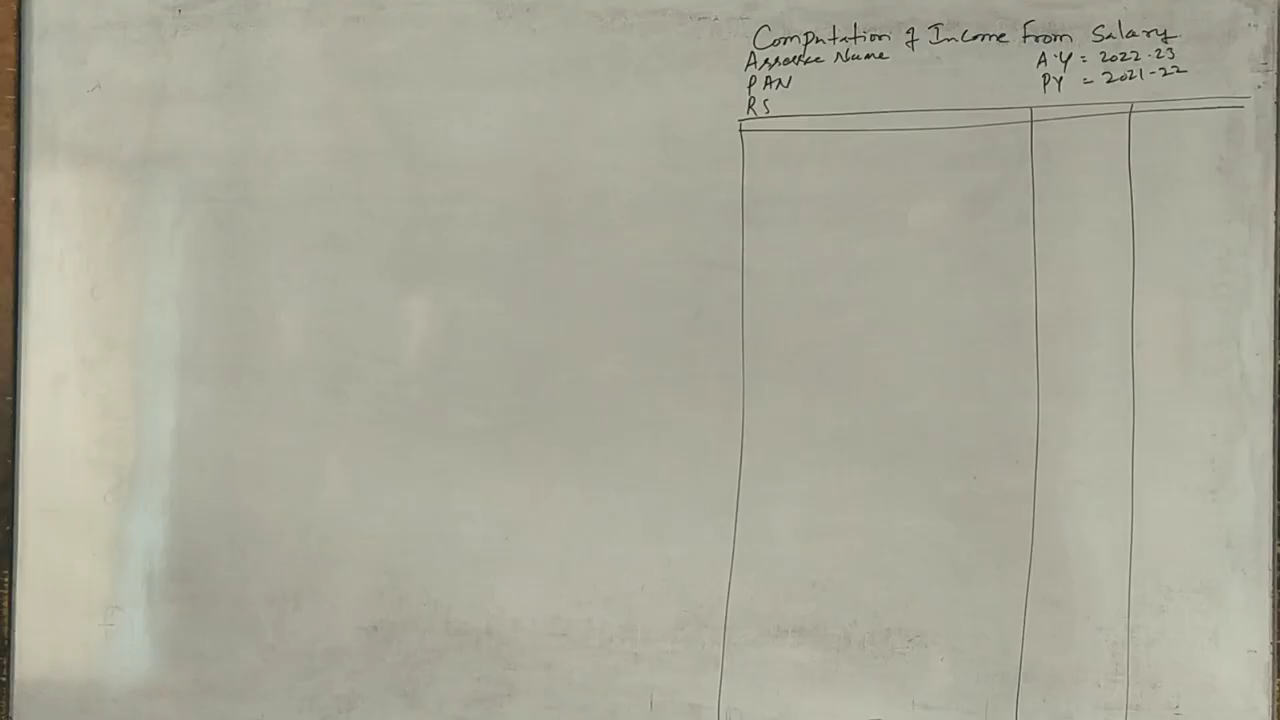 Computation of Income From Salary
Assessee Name A.Y = 2022-23
PAN PY = 2021-22
RS